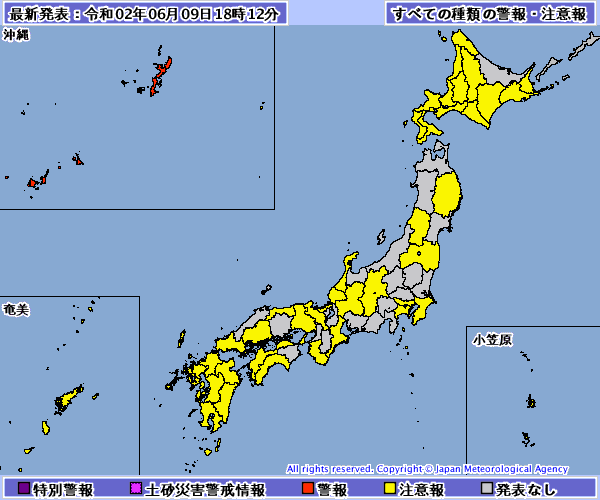 最新発表：令和02年06月09日18時12分
すべての種類の警報・注意報
沖縄
奄美
小笠原
All rights reserved. Copyright © Japan Meteorological Agency
特別警報
土砂災害警戒情報
警報
注意報
発表なし